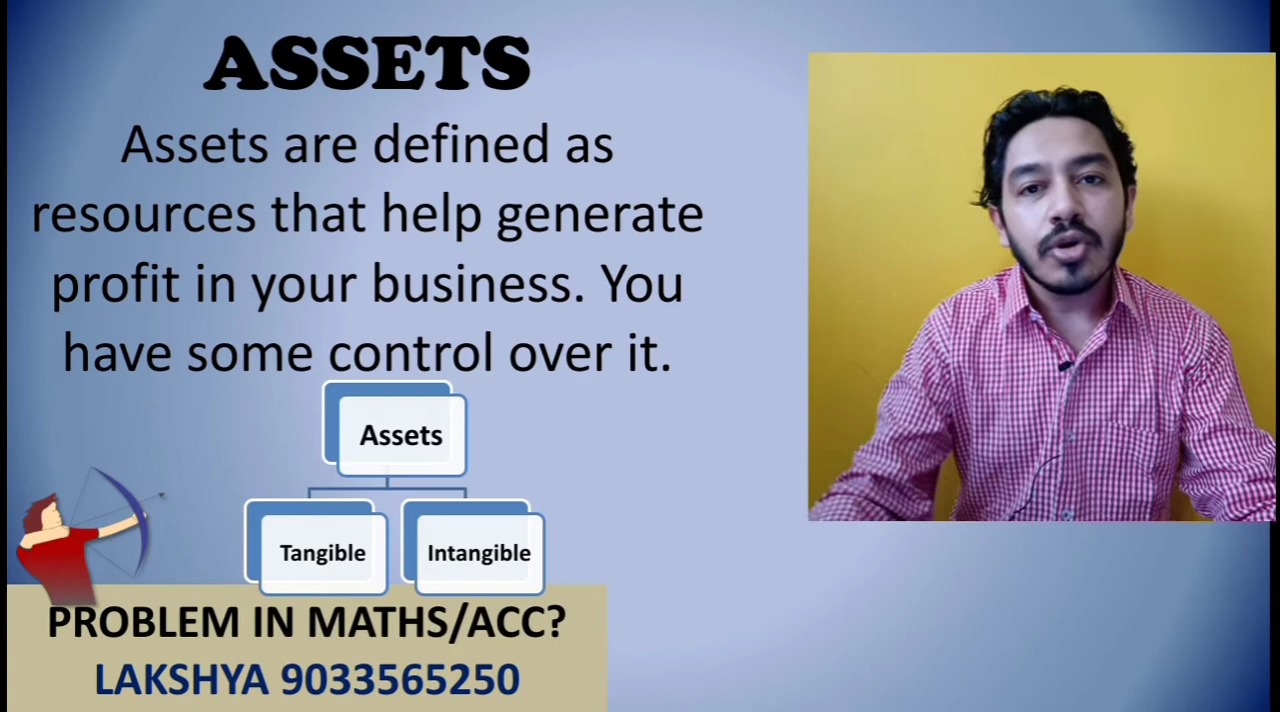 ASSETS
Assets are defined as
resources that help generate
profit in your business. You
have some control over it.
Assets
Tangible
Intangible
PROBLEM IN MATHS/ACC?
LAKSHYA 9033565250